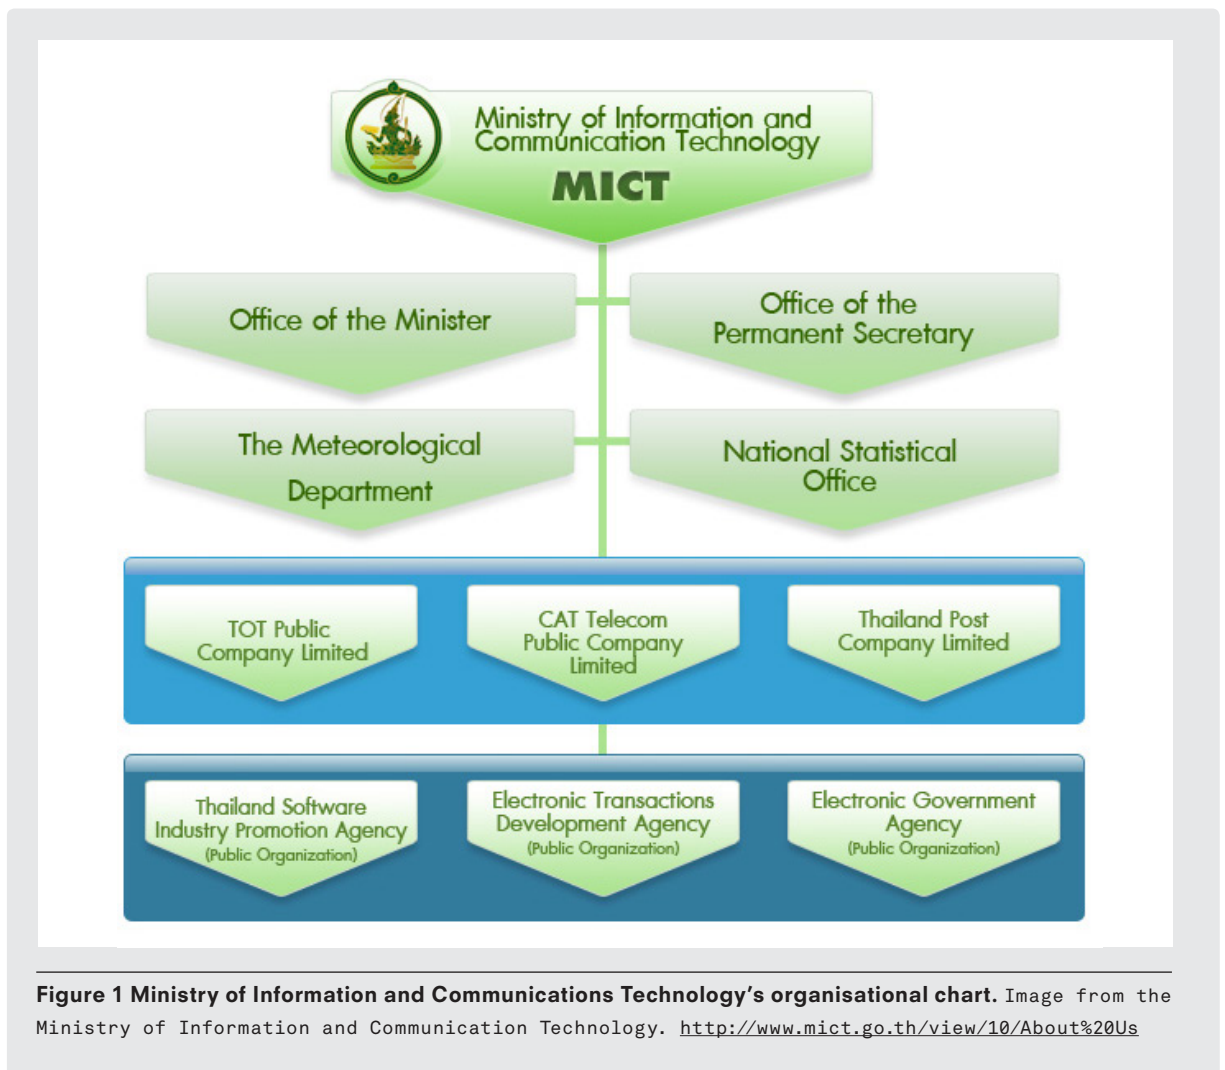 Ministry of Information and
Communication Technology
MICT
Office of the Minister
Office of the
Permanent Secretary
The Meteorological
Department
National Statistical
Office
TOT Public
Company Limited
CAT Telecom
Public Company
Limited
Thailand Post
Company Limited
Thailand Software
Industry Promotion Agency
(Public Organization)
Electronic Transactions
Development Agency
(Public Organization)
Electronic Government
Agency
(Public Organization)
Figure 1 Ministry of Information and Communications Technology’s organisational chart. Image from the
Ministry of Information and Communication Technology. http://www.mict.go.th/view/10/About%20Us